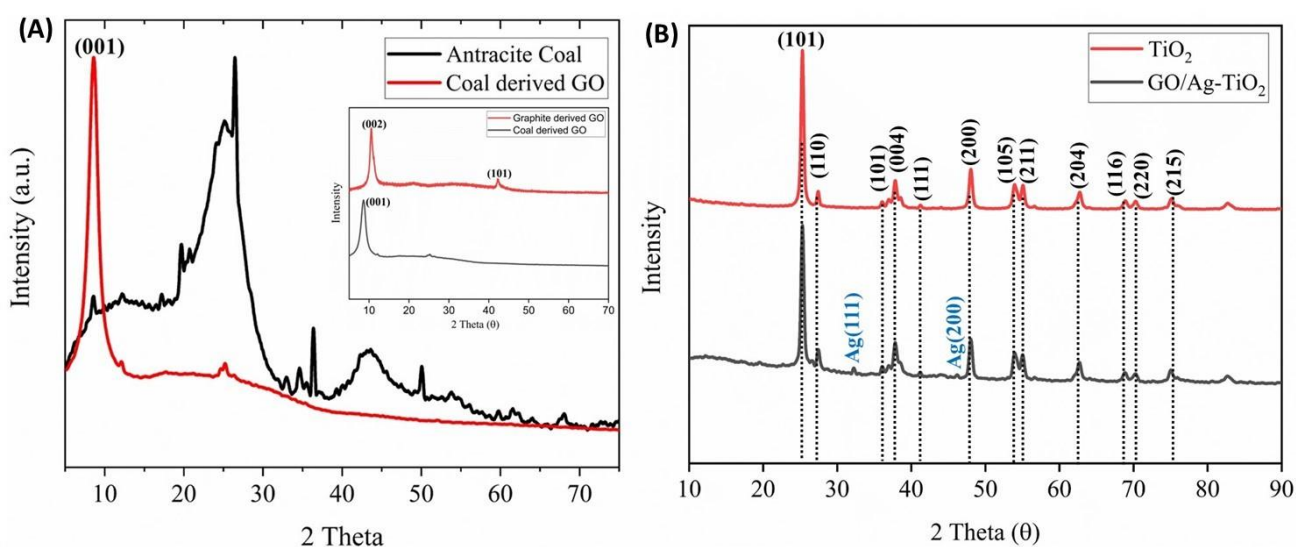 (A)
(001)
Antracite Coal
Coal derived GO
Graphite derived GO
Coal derived GO
(002)
(101)
(001)
Intensity
10 20 30 40 50 60 70
2 Theta (θ)
Intensity (a.u.)
10 20 30 40 50 60 70
2 Theta
(B)
(101)
TiO₂
GO/Ag-TiO₂
(110)
(101)
(004)
(111)
(200)
(105)
(211)
(204)
(116)
(220)
(215)
Ag(111)
Ag(200)
Intensity
10 20 30 40 50 60 70 80 90
2 Theta (θ)